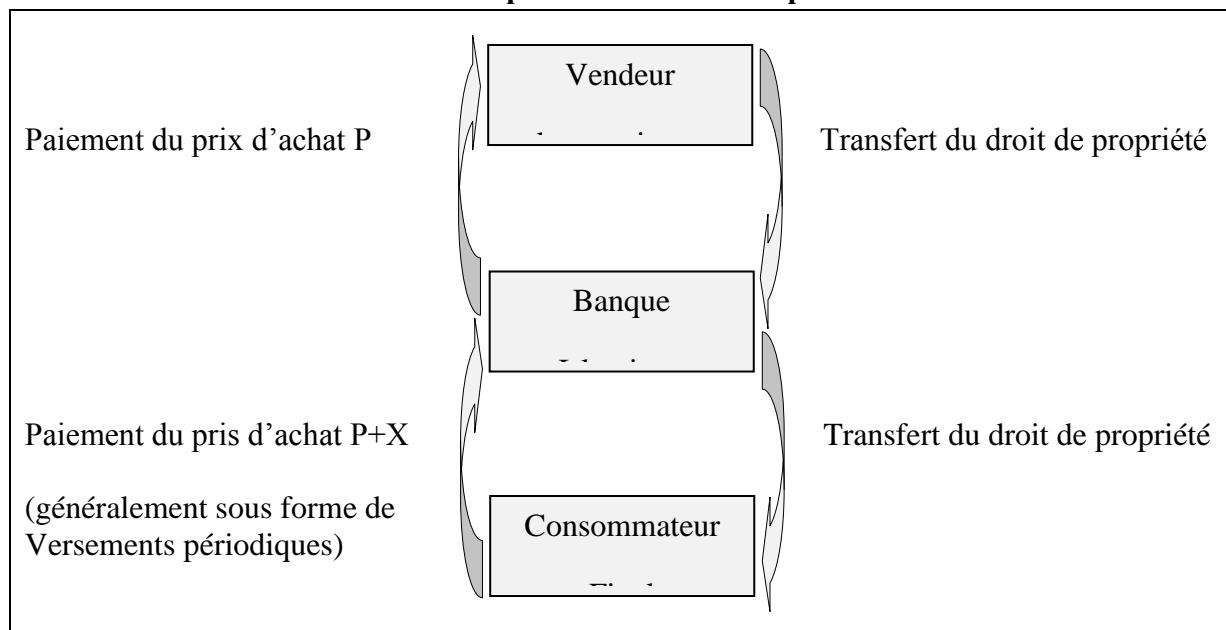 Vendeur
Paiement du prix d’achat P
Transfert du droit de propriété
Banque
Paiement du pris d’achat P+X
Transfert du droit de propriété
(généralement sous forme de
Versements périodiques)
Consommateur